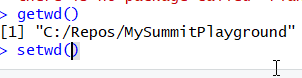 > getwd()
[1] "C:/Repos/MySummitPlayground"
> setwd()